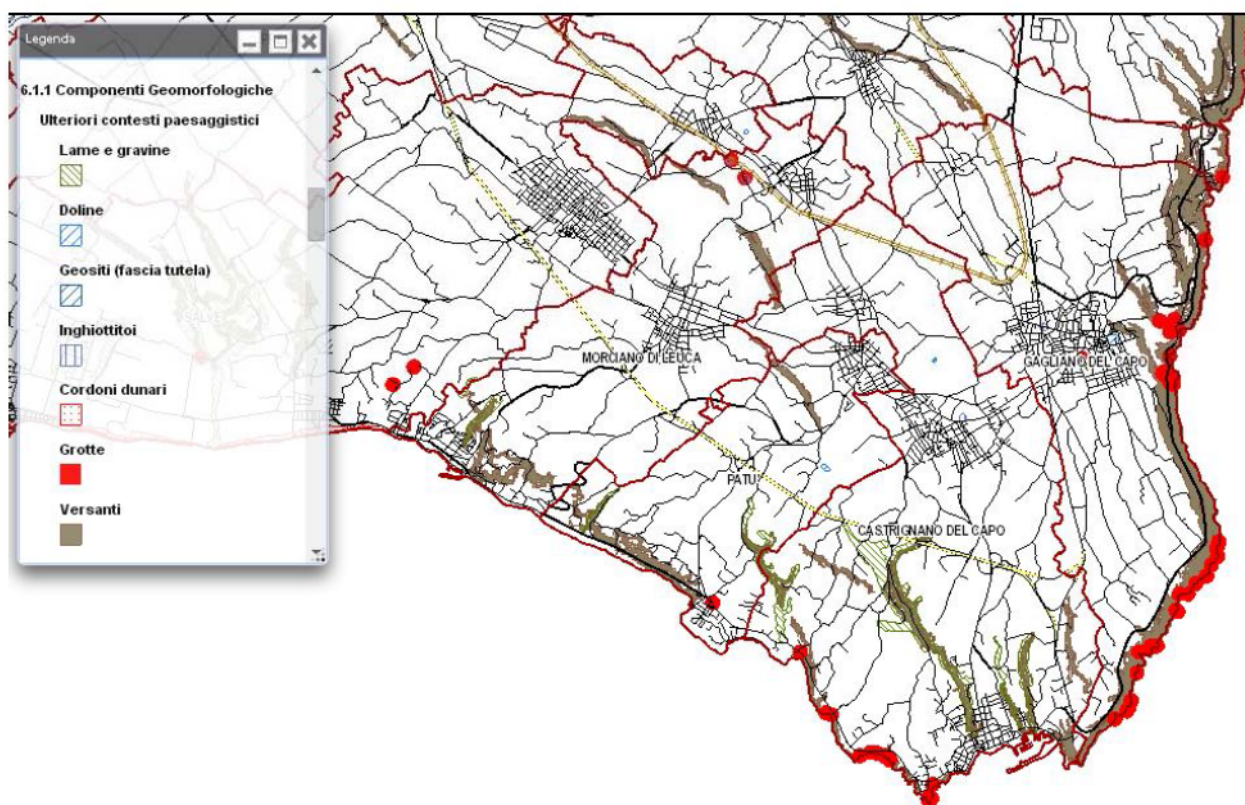 Legenda
6.1.1 Componenti Geomorfologiche
Ulteriori contesti paesaggistici
Lame e gravine
Doline
Geositi (fascia tutela)
Inghiottitoi
Cordoni dunari
Grotte
Versanti
MORCIANO DI LEUCA
GAGLIANO DEL CAPO
PATU'
CASTRIGNANO DEL CAPO
SALVE